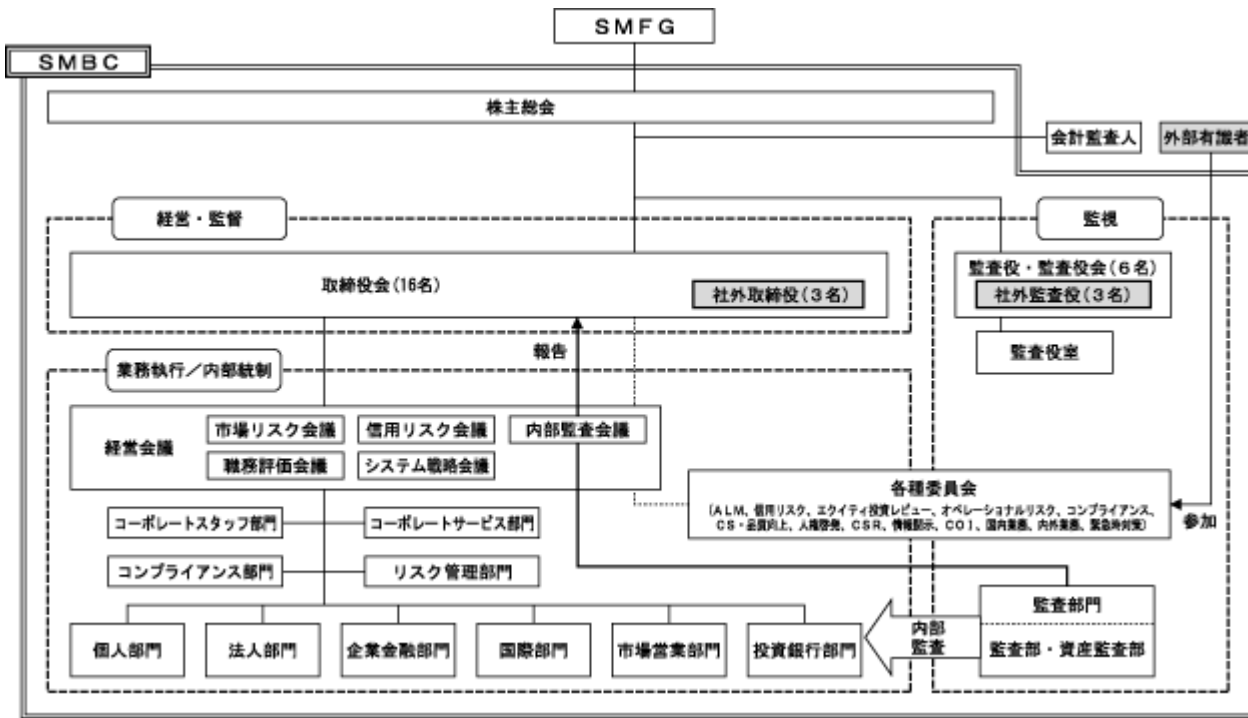 SMFG
SMBC
株主総会
会計監査人
外部有識者
経営・監督
監視
取締役会(16名)
社外取締役(3名)
監査役・監査役会(6名)
社外監査役(3名)
監査役室
報告
業務執行/内部統制
経営会議
市場リスク会議
信用リスク会議
内部監査会議
職務評価会議
システム戦略会議
各種委員会
(ALM、信用リスク、エクイティ投資レビュー、オペレーショナルリスク、コンプライアンス、
CS・品質向上、人権啓発、CSR、情報開示、COI、国内業務、内外業務、緊急時対策)
参加
コーポレートスタッフ部門
コーポレートサービス部門
コンプライアンス部門
リスク管理部門
監査部門
監査部・資産監査部
内部
監査
個人部門
法人部門
企業金融部門
国際部門
市場営業部門
投資銀行部門